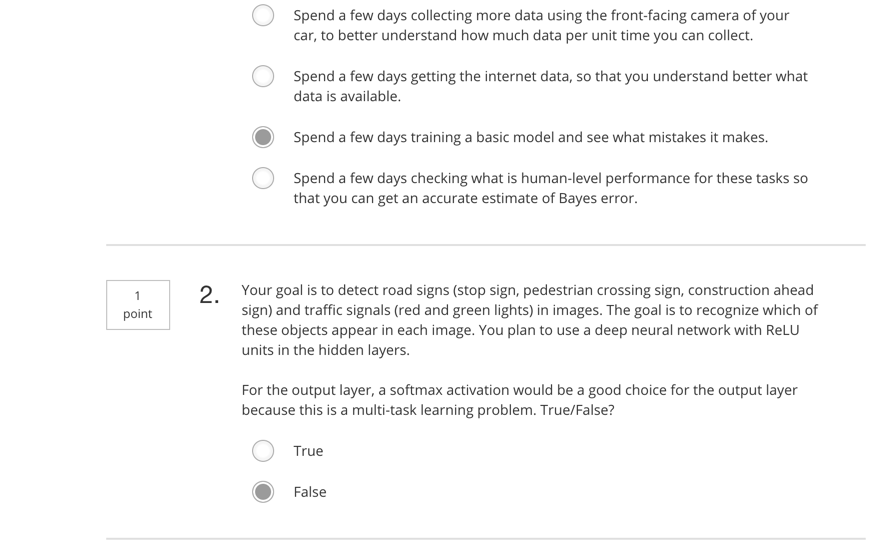 Spend a few days collecting more data using the front-facing camera of your
car, to better understand how much data per unit time you can collect.
Spend a few days getting the internet data, so that you understand better what
data is available.
Spend a few days training a basic model and see what mistakes it makes.
Spend a few days checking what is human-level performance for these tasks so
that you can get an accurate estimate of Bayes error.
1
point
2.
Your goal is to detect road signs (stop sign, pedestrian crossing sign, construction ahead
sign) and traffic signals (red and green lights) in images. The goal is to recognize which of
these objects appear in each image. You plan to use a deep neural network with ReLU
units in the hidden layers.
For the output layer, a softmax activation would be a good choice for the output layer
because this is a multi-task learning problem. True/False?
True
False